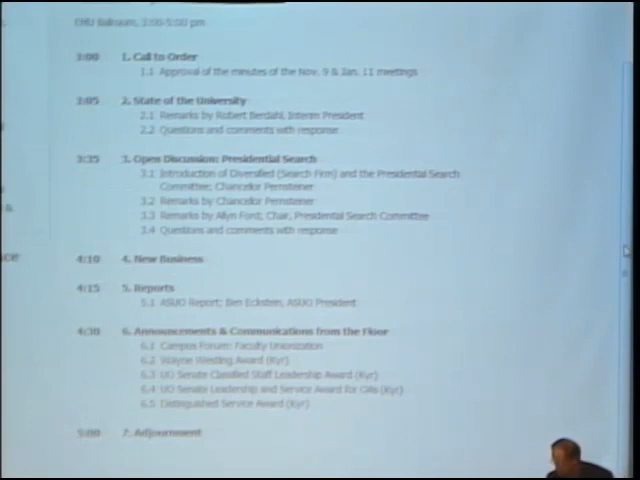 EMU Ballroom, 3:00-5:00 pm
3:00 1. Call to Order
1.1 Approval of the minutes of the Nov. 9 & Jan. 11 meetings
3:05 2. State of the University
2.1 Remarks by Robert Berdahl, Interim President
2.2 Questions and comments with response
3:35 3. Open Discussion: Presidential Search
3.1 Introduction of Diversified (Search Firm) and the Presidential Search
Committee; Chancellor Pernsteiner
3.2 Remarks by Chancellor Pernsteiner
3.3 Remarks by Allyn Ford; Chair, Presidential Search Committee
3.4 Questions and comments with response
4:10 4. New Business
4:15 5. Reports
5.1 ASUO Report; Ben Eckstein, ASUO President
4:30 6. Announcements & Communications from the Floor
6.1 Campus Forum: Faculty Unionization
6.2 Wayne Westling Award (Kyr)
6.3 UO Senate Classified Staff Leadership Award (Kyr)
6.4 UO Senate Leadership and Service Award for OAs (Kyr)
6.5 Distinguished Service Award (Kyr)
5:00 7. Adjournment